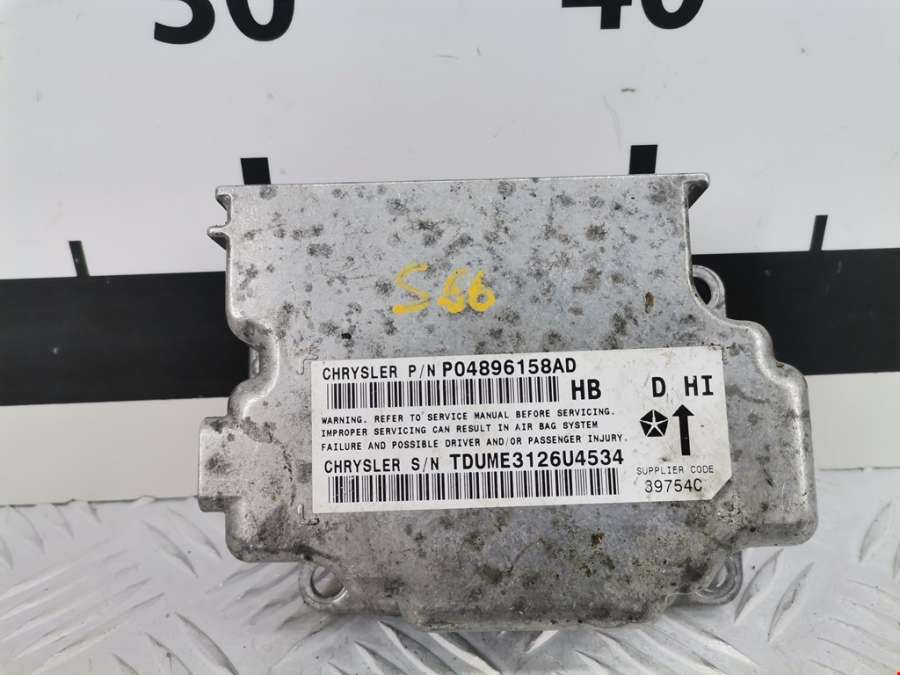 30 40
S66
CHRYSLER P/N P04896158AD
HB D HI
WARNING. REFER TO SERVICE MANUAL BEFORE SERVICING.
IMPROPER SERVICING CAN RESULT IN AIR BAG SYSTEM
FAILURE AND POSSIBLE DRIVER AND/OR PASSENGER INJURY.
CHRYSLER S/N TDUME3126U4534
SUPPLIER CODE
39754C